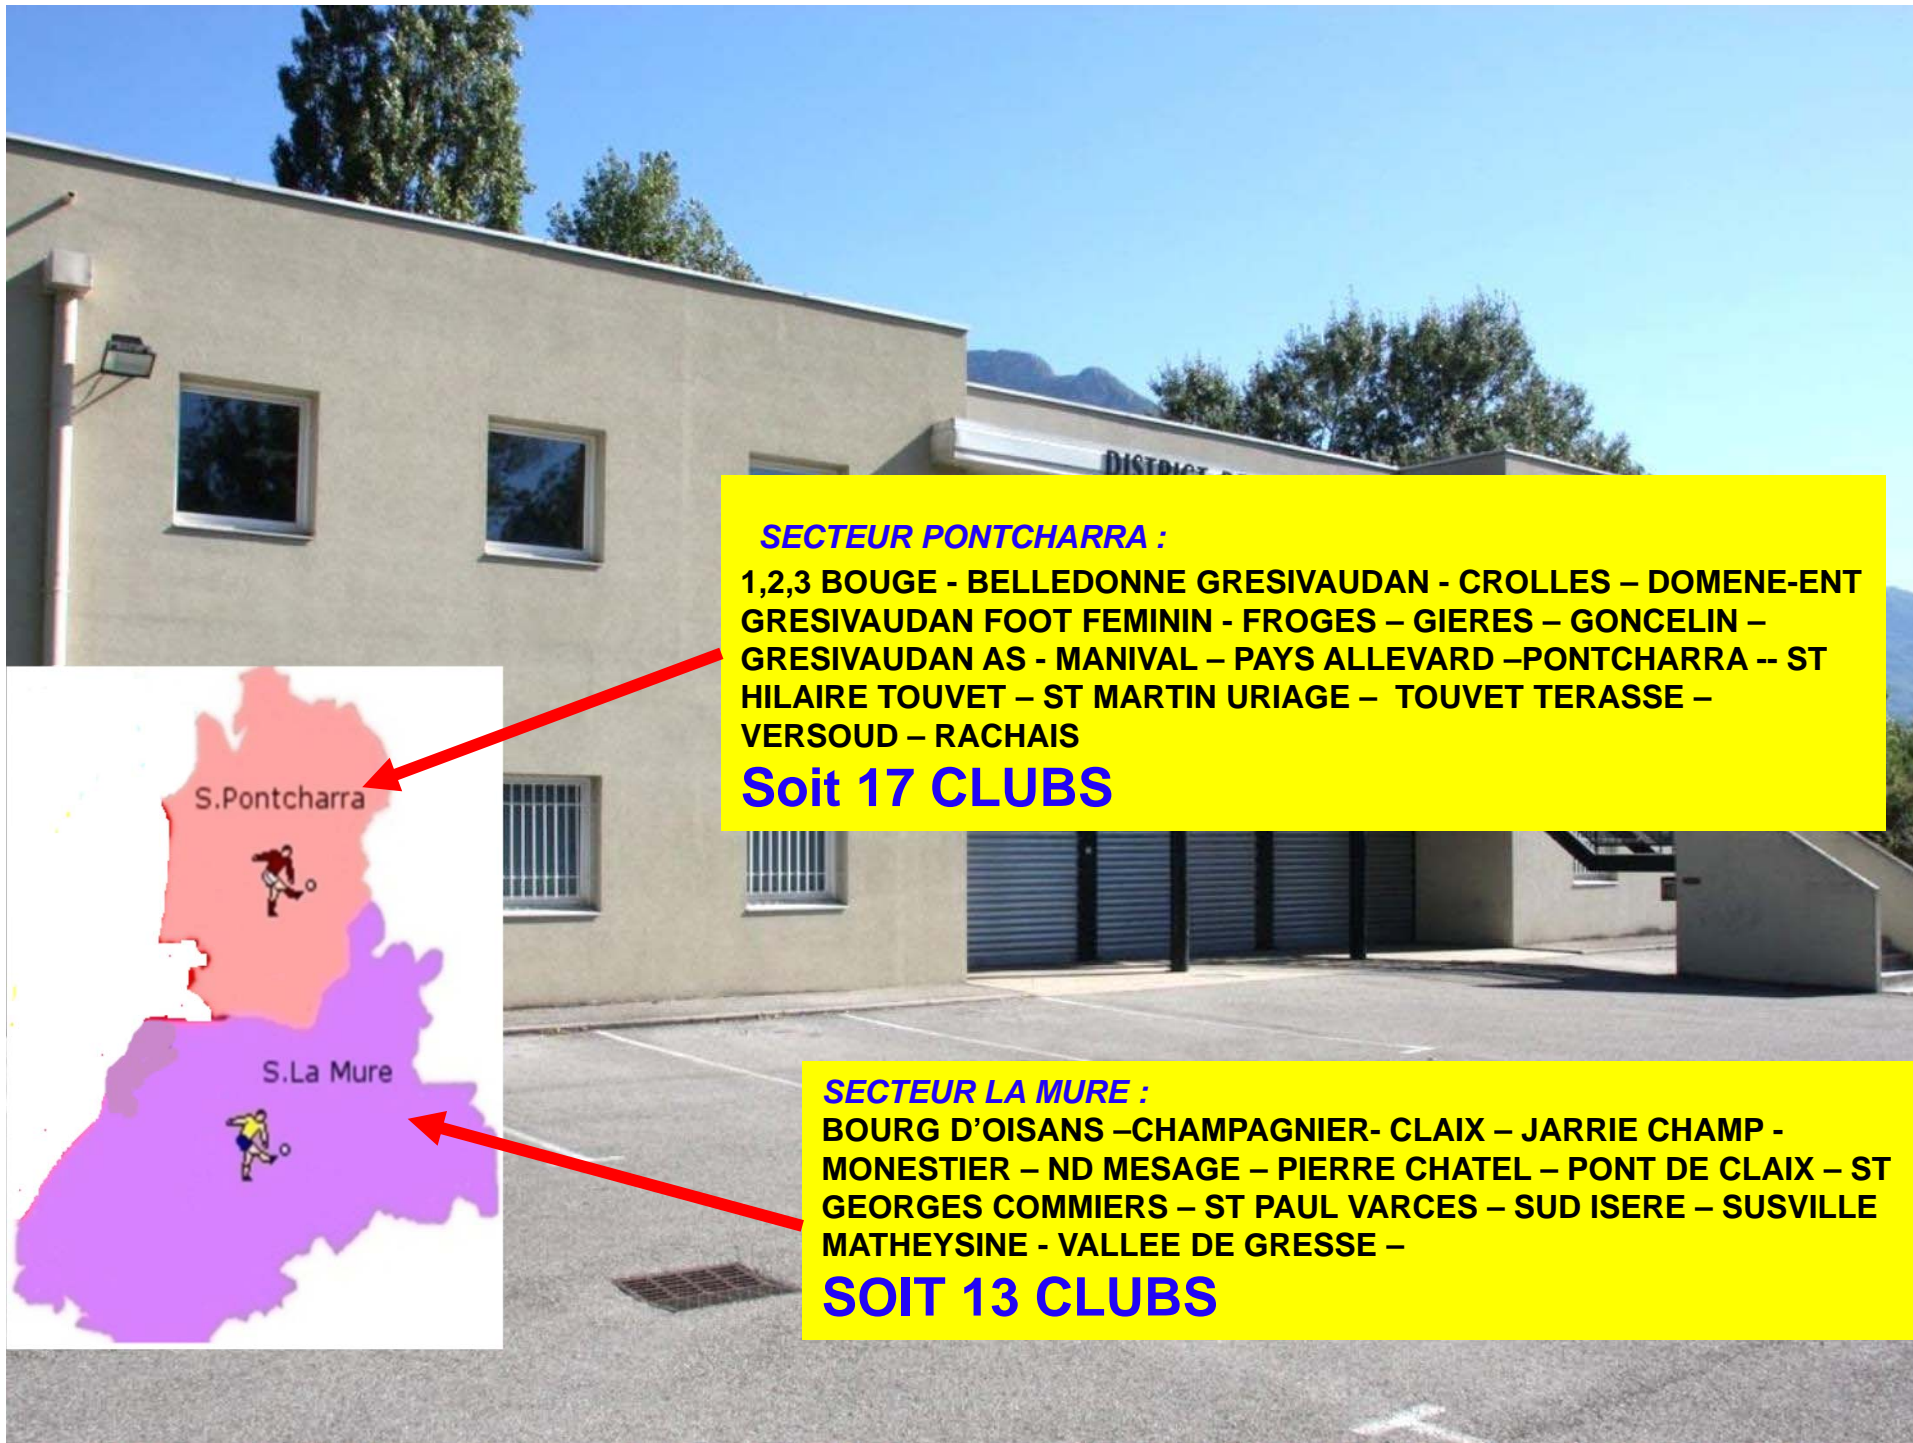 DISTRICT
SECTEUR PONTCHARRA :
1,2,3 BOUGE - BELLEDONNE GRESIVAUDAN - CROLLES – DOMENE-ENT
GRESIVAUDAN FOOT FEMININ - FROGES – GIERES – GONCELIN –
GRESIVAUDAN AS - MANIVAL – PAYS ALLEVARD –PONTCHARRA -- ST
HILAIRE TOUVET – ST MARTIN URIAGE – TOUVET TERASSE –
VERSOUD – RACHAIS
Soit 17 CLUBS
S.Pontcharra
S.La Mure
SECTEUR LA MURE :
BOURG D’OISANS –CHAMPAGNIER- CLAIX – JARRIE CHAMP -
MONESTIER – ND MESAGE – PIERRE CHATEL – PONT DE CLAIX – ST
GEORGES COMMIERS – ST PAUL VARCES – SUD ISERE – SUSVILLE
MATHEYSINE - VALLEE DE GRESSE –
SOIT 13 CLUBS